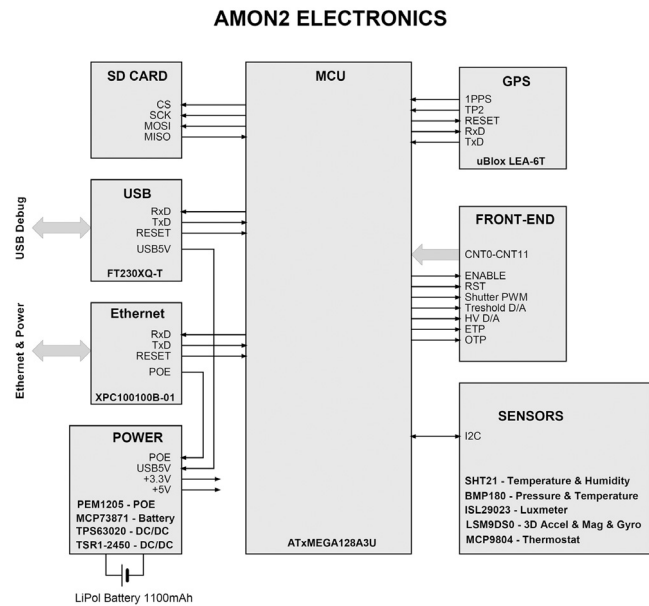 AMON2 ELECTRONICS
SD CARD
CS
SCK
MOSI
MISO
USB Debug
USB
RxD
TxD
RESET
USB5V
FT230XQ-T
Ethernet & Power
Ethernet
RxD
TxD
RESET
POE
XPC100100B-01
POWER
POE
USB5V
+3.3V
+5V
PEM1205 - POE
MCP73871 - Battery
TPS63020 - DC/DC
TSR1-2450 - DC/DC
LiPol Battery 1100mAh
MCU
ATxMEGA128A3U
GPS
1PPS
TP2
RESET
RxD
TxD
uBlox LEA-6T
FRONT-END
CNT0-CNT11
ENABLE
RST
Shutter PWM
Treshold D/A
HV D/A
ETP
OTP
SENSORS
I2C
SHT21 - Temperature & Humidity
BMP180 - Pressure & Temperature
ISL29023 - Luxmeter
LSM9DS0 - 3D Accel & Mag & Gyro
MCP9804 - Thermostat